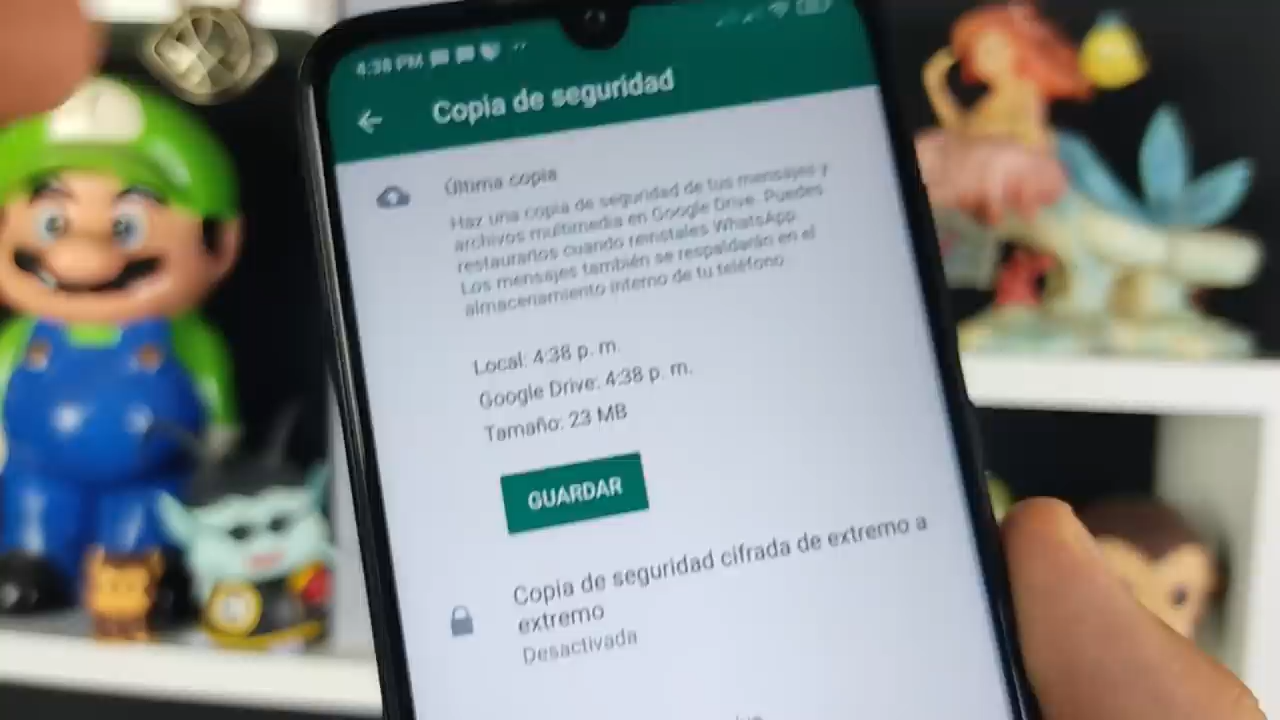 4:38 PM
Copia de seguridad
Última copia
Haz una copia de seguridad de tus mensajes y
archivos multimedia en Google Drive. Puedes
restaurarlos cuando reinstales WhatsApp.
Los mensajes también se respaldarán en el
almacenamiento interno de tu teléfono.
Local: 4:38 p. m.
Google Drive: 4:38 p. m.
Tamaño: 23 MB
GUARDAR
Copia de seguridad cifrada de extremo a
extremo
Desactivada